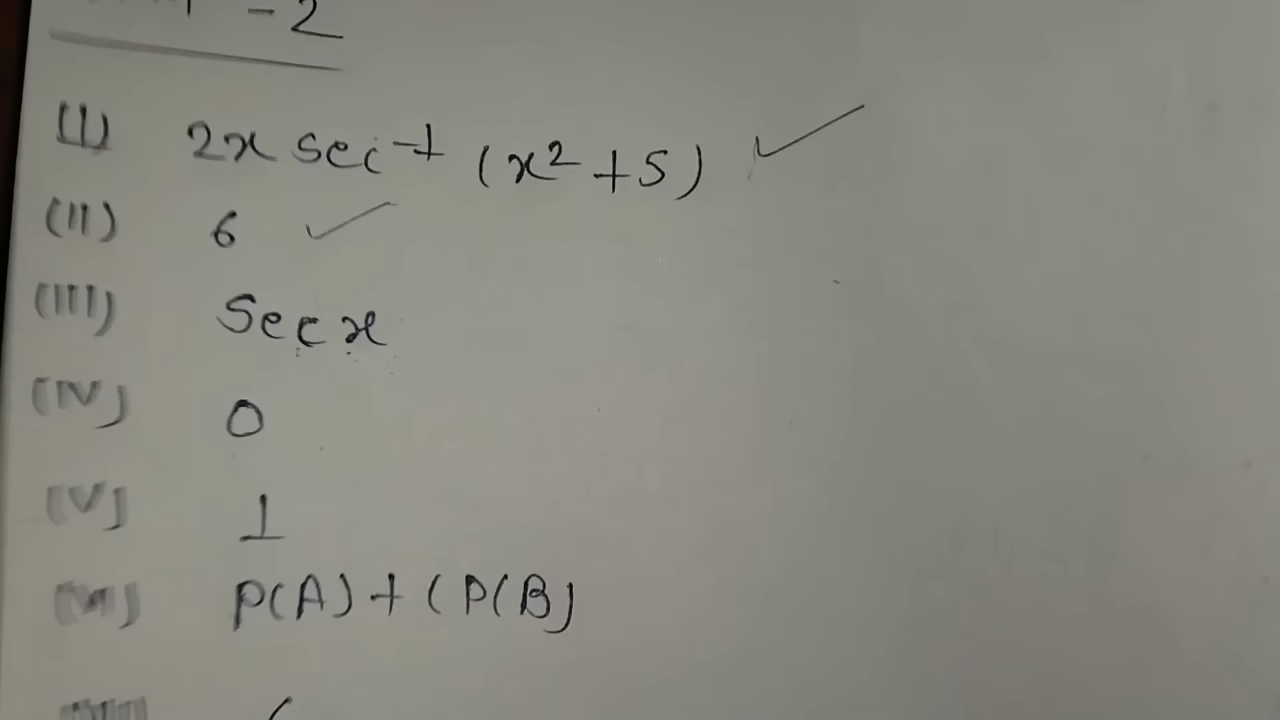 -2
(I) 2x sec⁻¹ (x²+5)
(II) 6
(III) Sec x
(IV) 0
(V) 1
(VI) P(A) + (P(B)